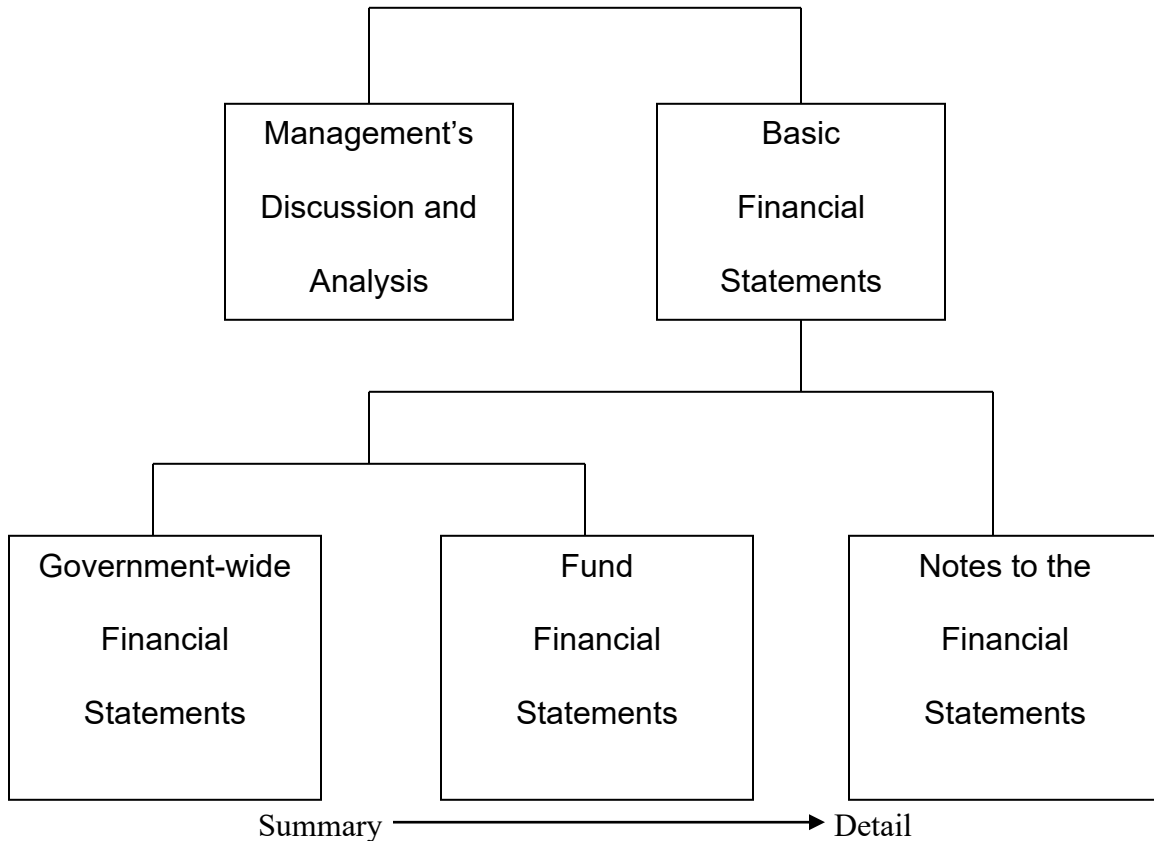 Management’s
Discussion and
Analysis
Basic
Financial
Statements
Government-wide
Financial
Statements
Fund
Financial
Statements
Notes to the
Financial
Statements
Summary
Detail